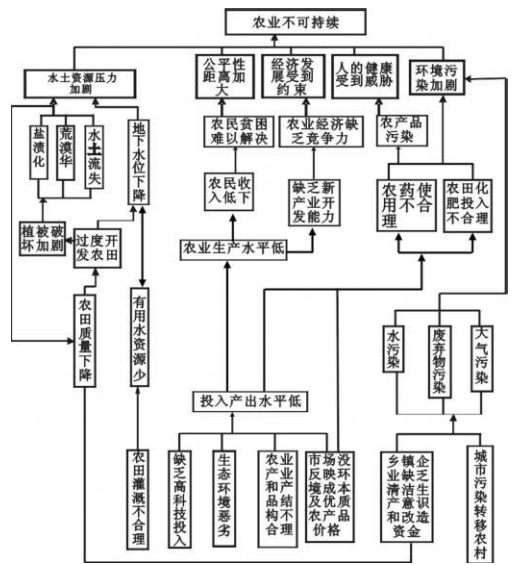 农业不可持续
水土资源压力
加剧
公平性
距离加
大
经济发
展受到
约束
人的健康
受到威胁
环境污
染加剧
盐渍化
荒漠华
水土流失
地下水位下降
农民贫困
难以解决
农业经济缺
乏竞争力
农产品
污染
农民收
入低下
缺乏新
产业开
发能力
农药使
用不合
理
农田化
肥投入
不合理
植被破
坏加剧
过度开
发农田
农业生产水平低
农田质量下降
有用水资源少
水污染
废弃物污染
大气污染
投入产出水平低
农田灌溉不合理
缺乏高科技投入
生态环境恶劣
农业业
产业不
和产理
品结
构合
市场没
反映环
境成本
及优质
农产品
价格
乡镇企
业缺乏
清洁生
产意识
和改造
资金
城市污染转移农村